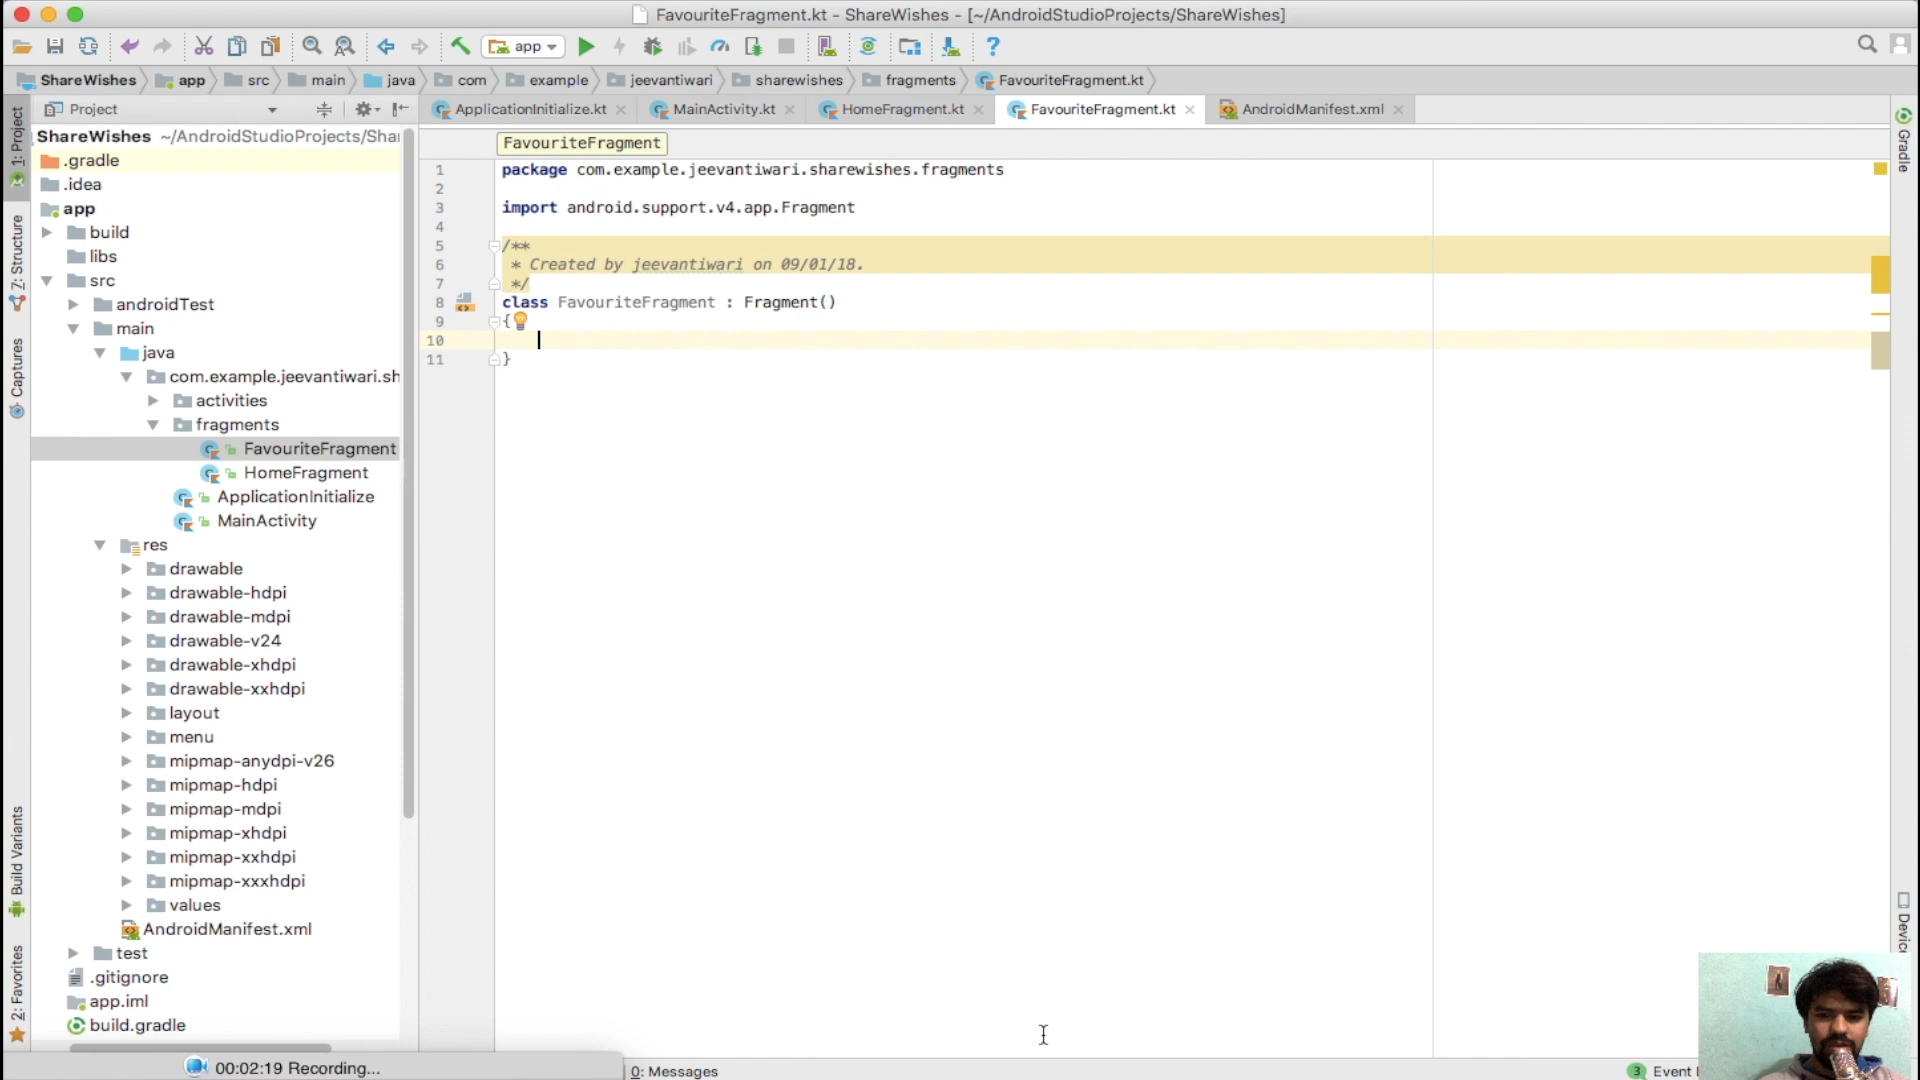 FavouriteFragment.kt - ShareWishes - [~/AndroidStudioProjects/ShareWishes]
app
ShareWishes app src main java com example jeevantiwari sharewishes fragments FavouriteFragment.kt
Project
ApplicationInitialize.kt MainActivity.kt HomeFragment.kt FavouriteFragment.kt AndroidManifest.xml
1: Project
Z: Structure
Captures
Build Variants
2: Favorites
ShareWishes ~/AndroidStudioProjects/Shar
.gradle
.idea
app
build
libs
src
androidTest
main
java
com.example.jeevantiwari.sh
activities
fragments
FavouriteFragment
HomeFragment
ApplicationInitialize
MainActivity
res
drawable
drawable-hdpi
drawable-mdpi
drawable-v24
drawable-xhdpi
drawable-xxhdpi
layout
menu
mipmap-anydpi-v26
mipmap-hdpi
mipmap-mdpi
mipmap-xhdpi
mipmap-xxhdpi
mipmap-xxxhdpi
values
AndroidManifest.xml
test
.gitignore
app.iml
build.gradle
FavouriteFragment
1 package com.example.jeevantiwari.sharewishes.fragments
2
3 import android.support.v4.app.Fragment
4
5 /**
6 * Created by jeevantiwari on 09/01/18.
7 */
8 class FavouriteFragment : Fragment()
9 {
10
11 }
Gradle
Devic
00:02:19 Recording...
0: Messages
3 Event